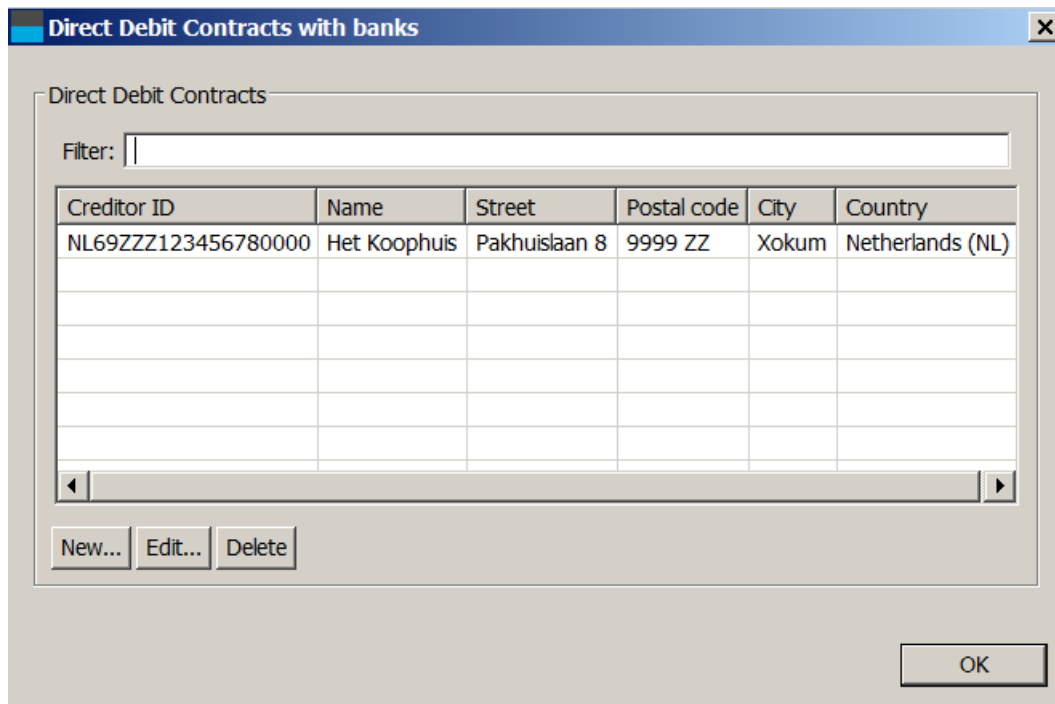 Direct Debit Contracts with banks
Direct Debit Contracts
Filter:
Creditor ID Name Street Postal code City Country
NL69ZZZ123456780000 Het Koophuis Pakhuislaan 8 9999 ZZ Xokum Netherlands (NL)
New... Edit... Delete
OK